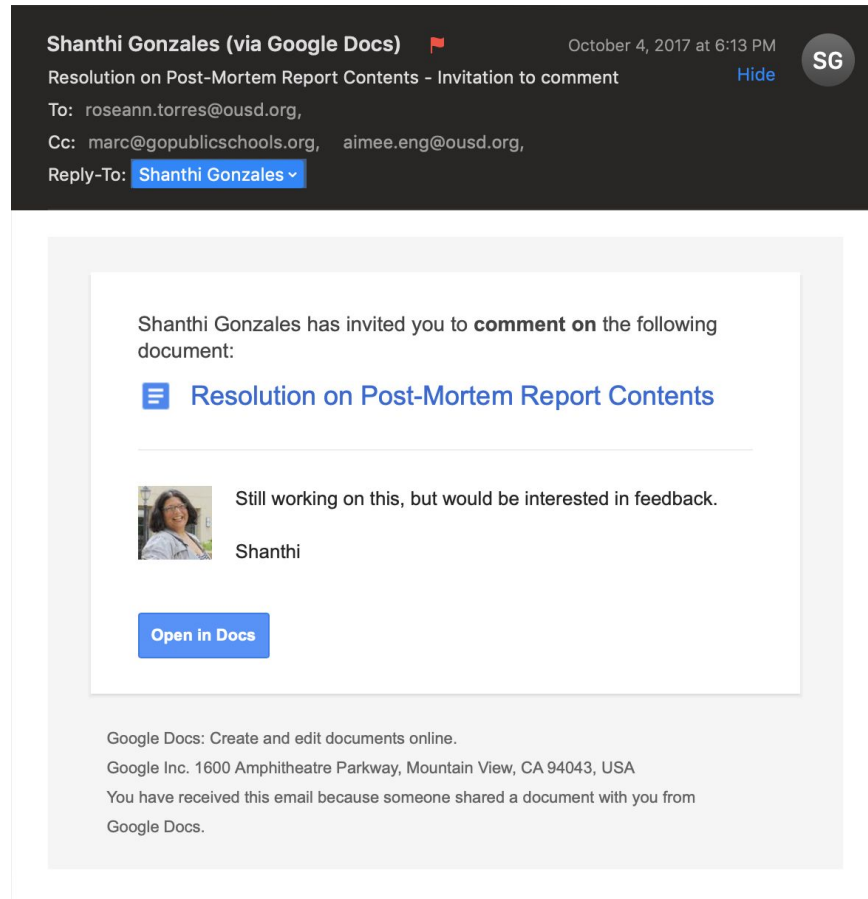 Shanthi Gonzales (via Google Docs)
October 4, 2017 at 6:13 PM
SG
Resolution on Post-Mortem Report Contents - Invitation to comment
Hide
To: roseann.torres@ousd.org,
Cc: marc@gopublicschools.org, aimee.eng@ousd.org,
Reply-To: Shanthi Gonzales
Shanthi Gonzales has invited you to comment on the following
document:
Resolution on Post-Mortem Report Contents
Still working on this, but would be interested in feedback.
Shanthi
Open in Docs
Google Docs: Create and edit documents online.
Google Inc. 1600 Amphitheatre Parkway, Mountain View, CA 94043, USA
You have received this email because someone shared a document with you from
Google Docs.